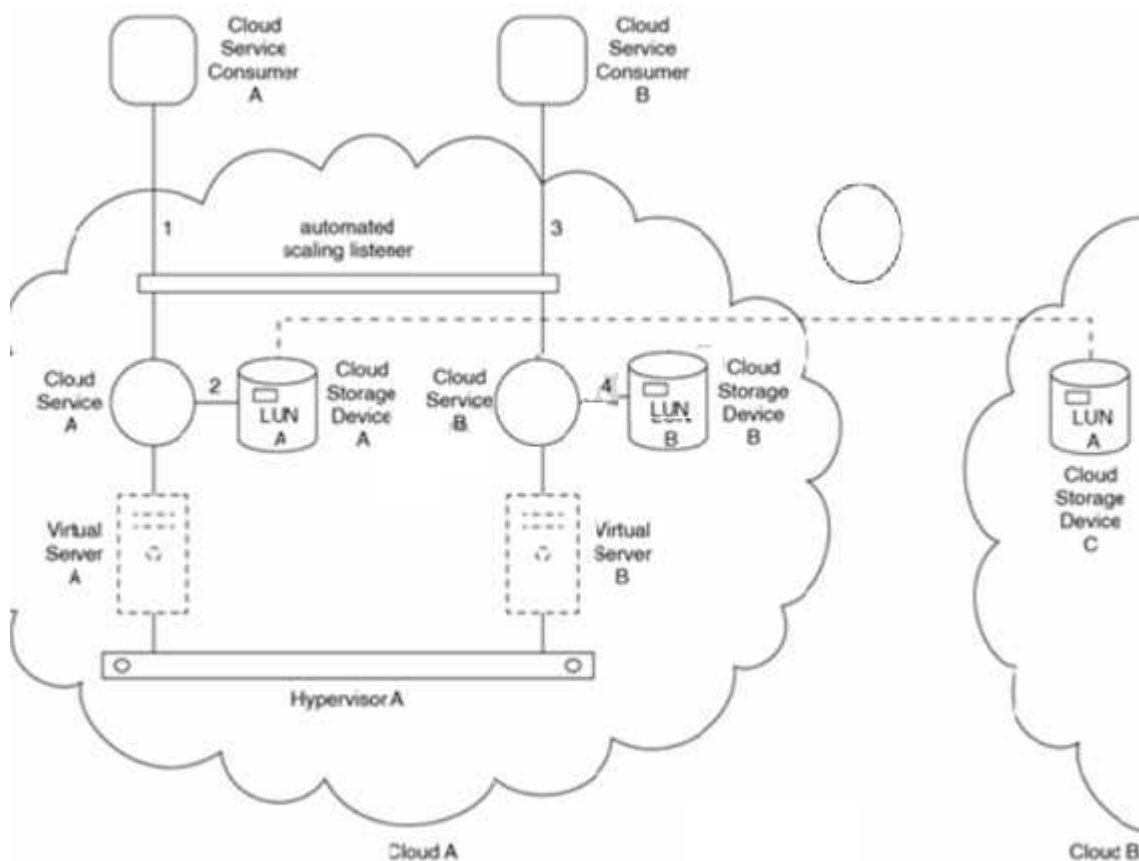 Cloud
Service
Consumer
A
Cloud
Service
Consumer
B
1
automated
scaling listener
3
Cloud
Service
A
2
LUN
A
Cloud
Storage
Device
A
Cloud
Service
B
4
LUN
B
Cloud
Storage
Device
B
LUN
A
Cloud
Storage
Device
C
Virtual
Server
A
Virtual
Server
B
Hypervisor A
Cloud A
Cloud B